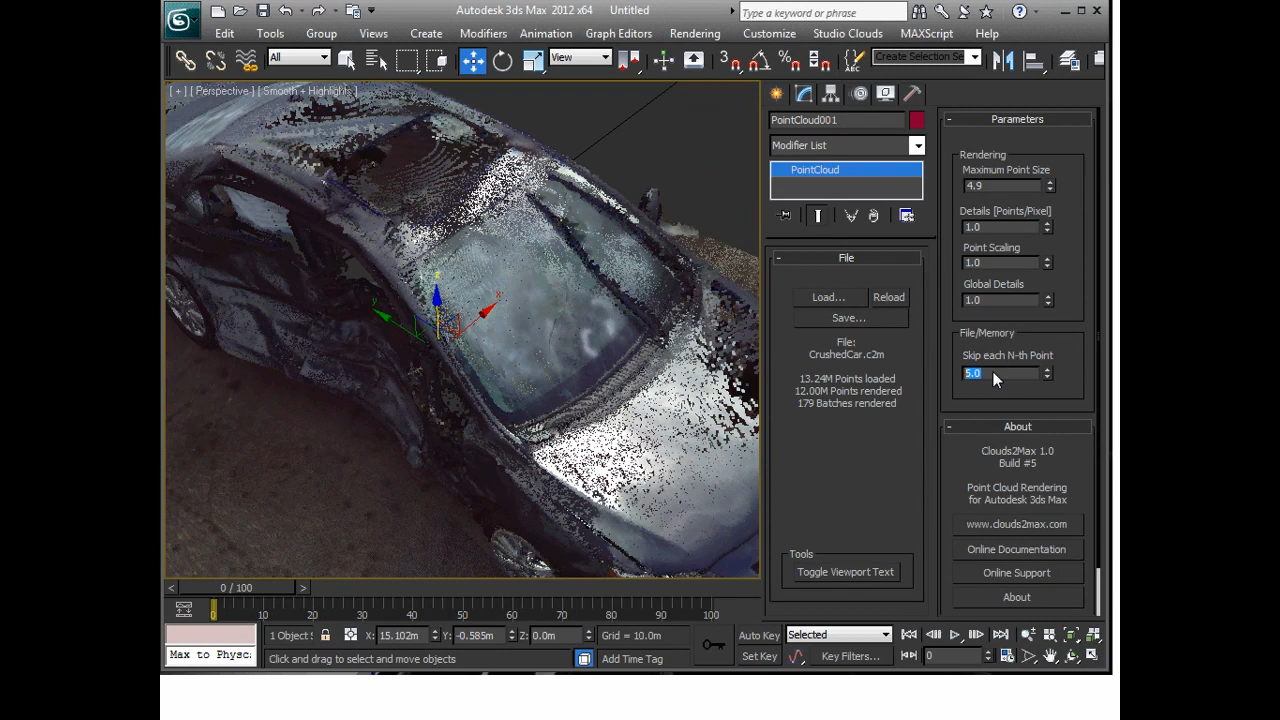 Autodesk 3ds Max 2012 x64 Untitled
Type a keyword or phrase
Edit Tools Group Views Create Modifiers Animation Graph Editors Rendering Customize Studio Clouds MAXScript Help
All
View
3
Create Selection Se
[ + ] [ Perspective ] [ Smooth + Highlights ]
z
x
y
PointCloud001
Modifier List
PointCloud
File
Load... Reload
Save...
File:
CrushedCar.c2m
13.24M Points loaded
12.00M Points rendered
179 Batches rendered
Tools
Toggle Viewport Text
Parameters
Rendering
Maximum Point Size
4.9
Details [Points/Pixel]
1.0
Point Scaling
1.0
Global Details
1.0
File/Memory
Skip each N-th Point
5.0
About
Clouds2Max 1.0
Build #5
Point Cloud Rendering
for Autodesk 3ds Max
www.clouds2max.com
Online Documentation
Online Support
About
< 0 / 100 >
0 10 20 30 40 50 60 70 80 90 100
1 Object X: 15.102m Y: -0.585m Z: 0.0m Grid = 10.0m Auto Key Selected
Max to Physc: Click and drag to select and move objects Add Time Tag Set Key Key Filters... 0